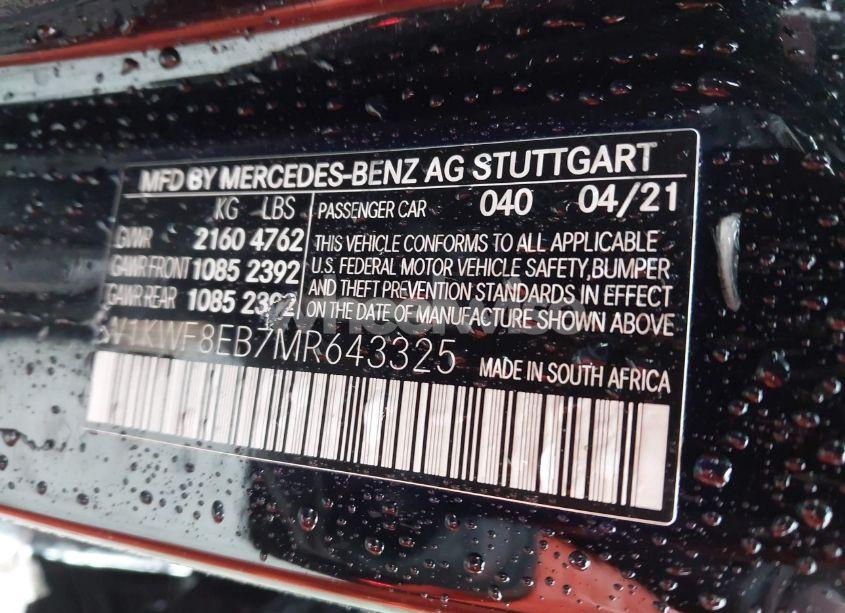 MFD BY MERCEDES-BENZ AG STUTTGART
KG LBS PASSENGER CAR 040 04/21
GVWR 2160 4762
GAWR FRONT 1085 2392
GAWR REAR 1085 2392
THIS VEHICLE CONFORMS TO ALL APPLICABLE
U.S. FEDERAL MOTOR VEHICLE SAFETY, BUMPER
AND THEFT PREVENTION STANDARDS IN EFFECT
ON THE DATE OF MANUFACTURE SHOWN ABOVE
W1KWF8EB7MR643325
MADE IN SOUTH AFRICA